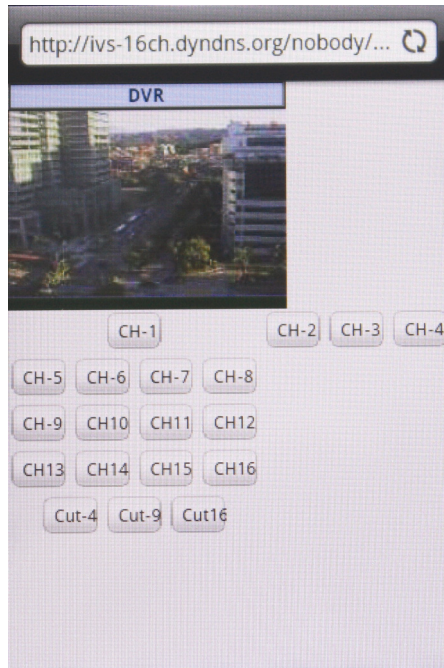 http://ivs-16ch.dyndns.org/nobody/...
DVR
CH-1 CH-2 CH-3 CH-4
CH-5 CH-6 CH-7 CH-8
CH-9 CH10 CH11 CH12
CH13 CH14 CH15 CH16
Cut-4 Cut-9 Cut16